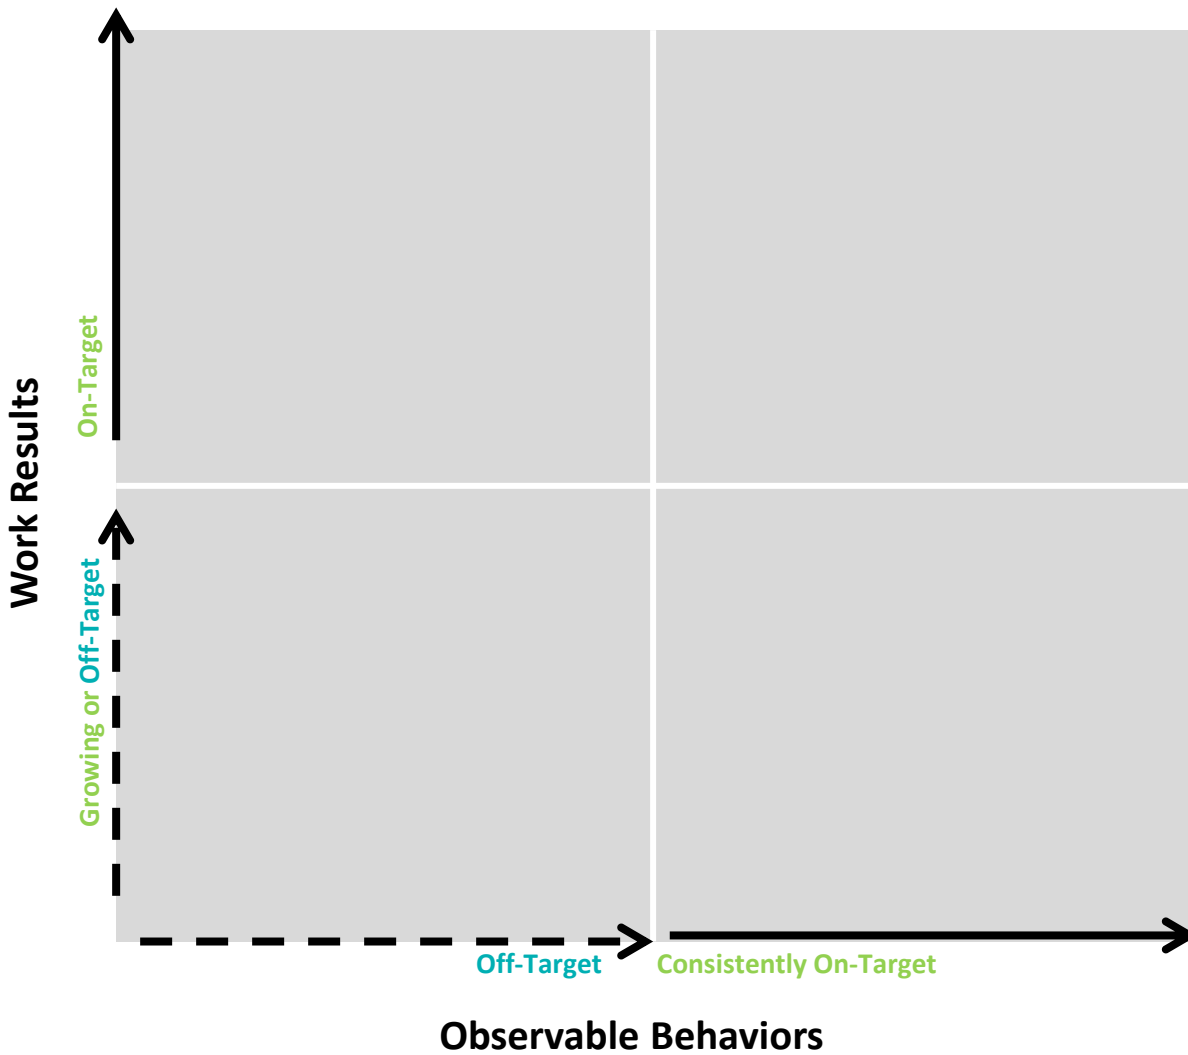 Work Results
On-Target
Growing or Off-Target
Off-Target
Consistently On-Target
Observable Behaviors